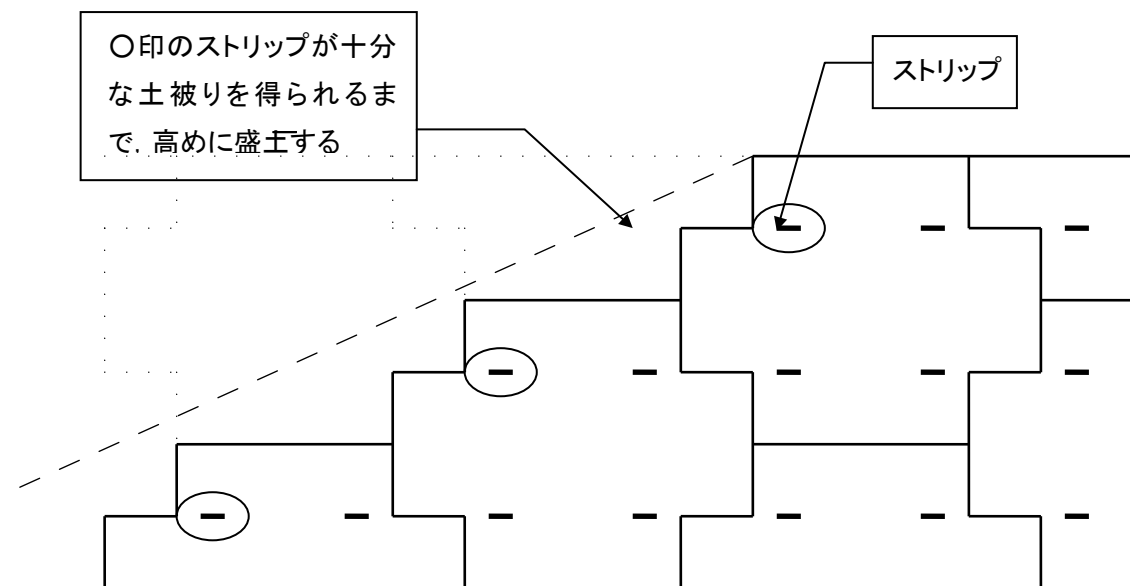 〇印のストリップが十分
な土被りを得られるま
で，高めに盛土する
ストリップ